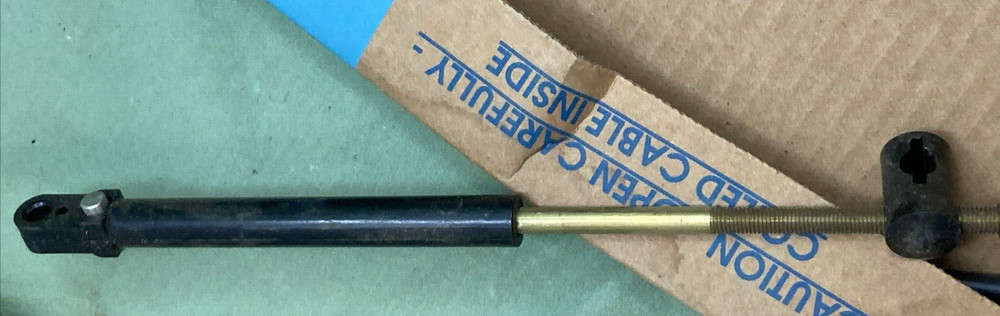 CAUTION OPEN CAREFULLY -
COILED CABLE INSIDE